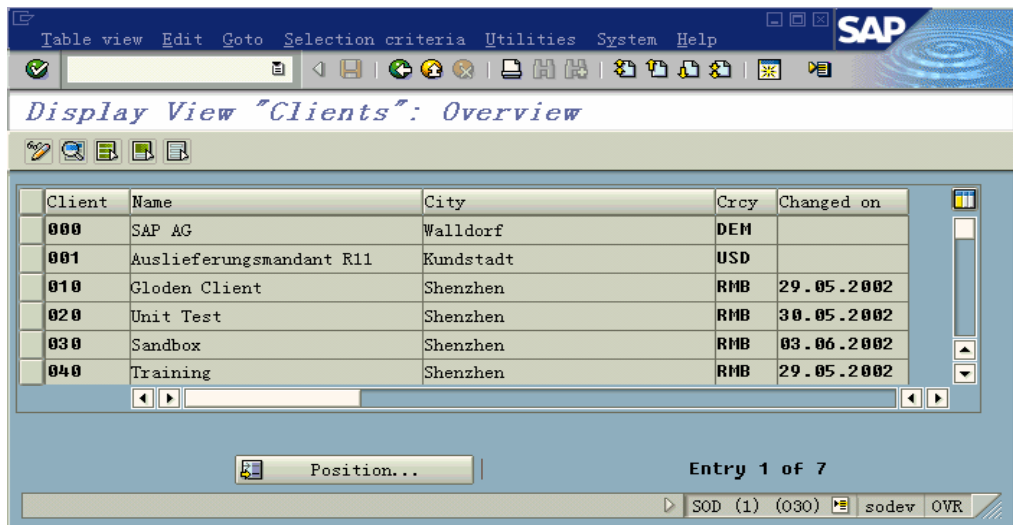 Table view Edit Goto Selection criteria Utilities System Help
SAP
Display View "Clients": Overview
Client Name City Crcy Changed on
000 SAP AG Walldorf DEM
001 Auslieferungsmandant R11 Kundstadt USD
010 Gloden Client Shenzhen RMB 29.05.2002
020 Unit Test Shenzhen RMB 30.05.2002
030 Sandbox Shenzhen RMB 03.06.2002
040 Training Shenzhen RMB 29.05.2002
Position... Entry 1 of 7
SOD (1) (030) sodev OVR